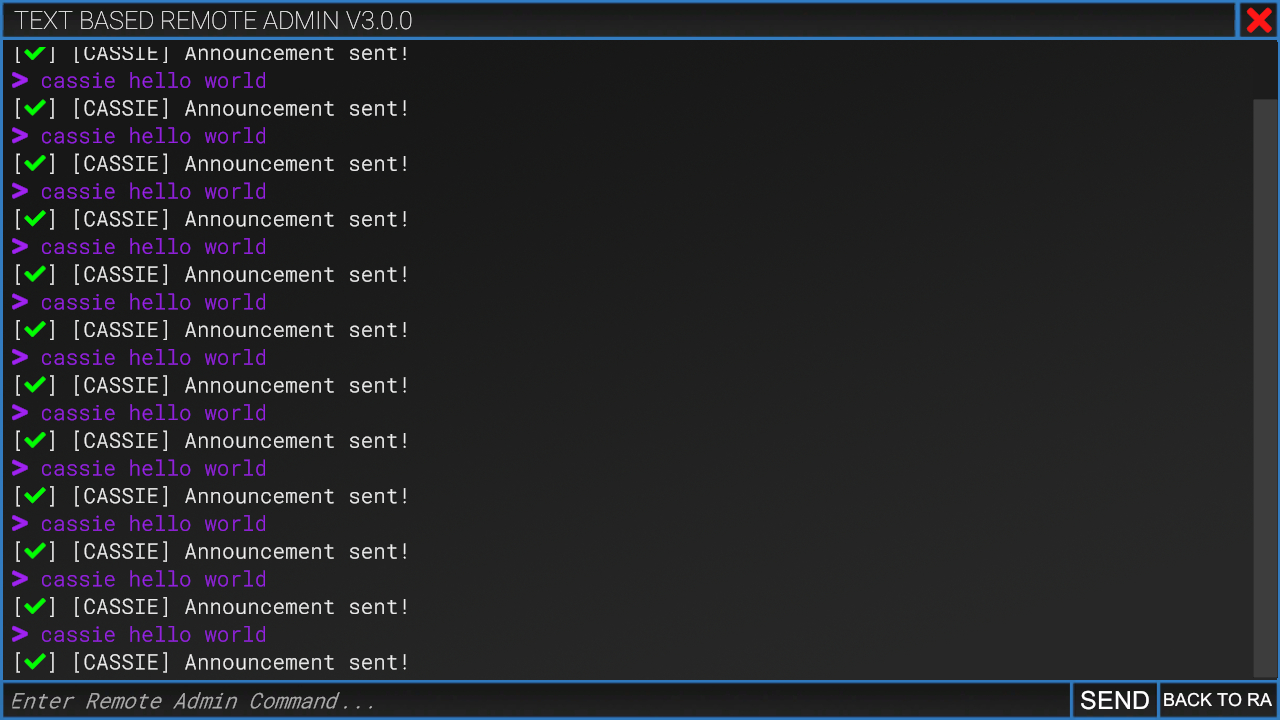 TEXT BASED REMOTE ADMIN V3.0.0
[✔] [CASSIE] Announcement sent!
> cassie hello world
[✔] [CASSIE] Announcement sent!
> cassie hello world
[✔] [CASSIE] Announcement sent!
> cassie hello world
[✔] [CASSIE] Announcement sent!
> cassie hello world
[✔] [CASSIE] Announcement sent!
> cassie hello world
[✔] [CASSIE] Announcement sent!
> cassie hello world
[✔] [CASSIE] Announcement sent!
> cassie hello world
[✔] [CASSIE] Announcement sent!
> cassie hello world
[✔] [CASSIE] Announcement sent!
> cassie hello world
[✔] [CASSIE] Announcement sent!
> cassie hello world
[✔] [CASSIE] Announcement sent!
> cassie hello world
[✔] [CASSIE] Announcement sent!
Enter Remote Admin Command... SEND BACK TO RA